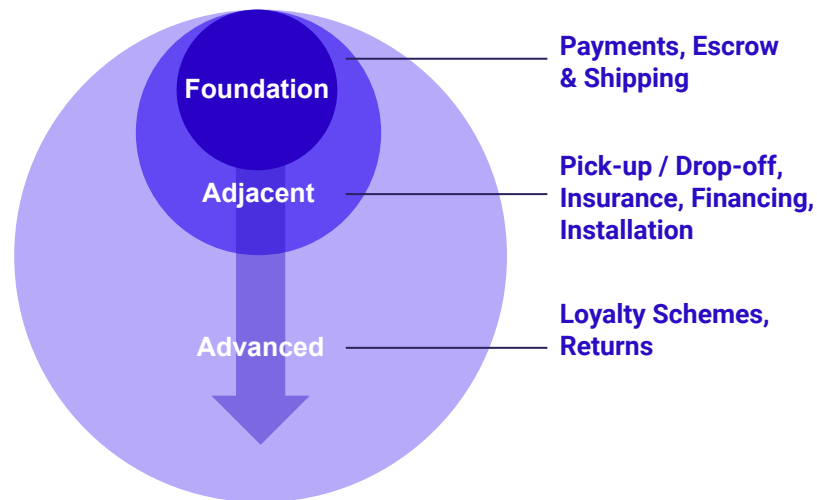 Foundation
Payments, Escrow
& Shipping
Adjacent
Pick-up / Drop-off,
Insurance, Financing,
Installation
Advanced
Loyalty Schemes,
Returns